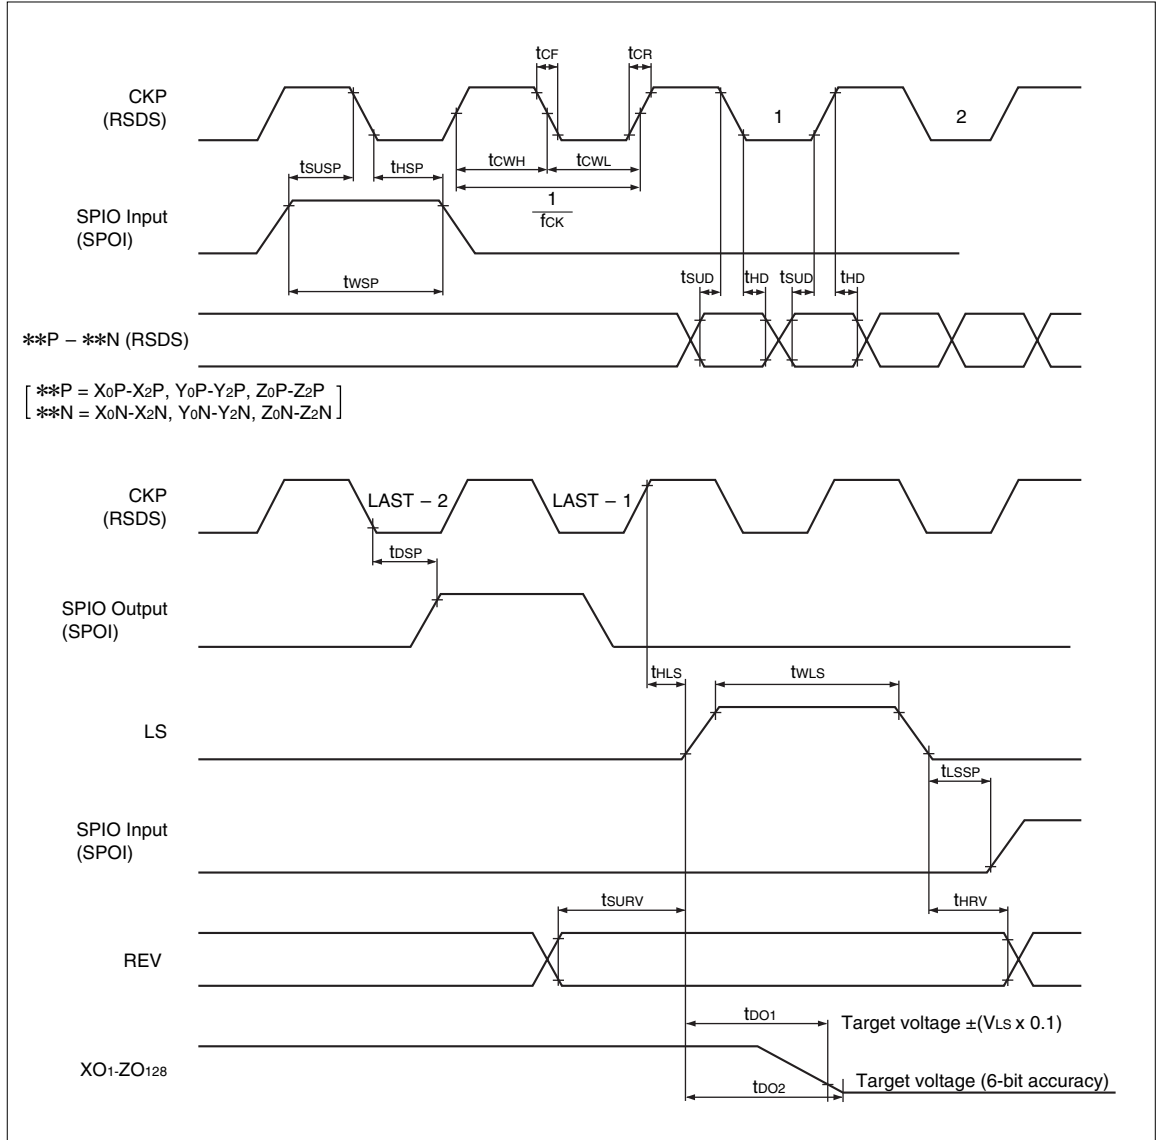 tCF
tCR
CKP
(RSDS)
1
2
tSUSP
tHSP
tCWH
tCWL
1
fCK
SPIO Input
(SPOI)
tWSP
tSUD
tHD
tSUD
tHD
**P – **N (RSDS)
**P = X0P-X2P, Y0P-Y2P, Z0P-Z2P
**N = X0N-X2N, Y0N-Y2N, Z0N-Z2N
CKP
(RSDS)
LAST – 2
LAST – 1
tDSP
SPIO Output
(SPOI)
tHLS
tWLS
LS
tLSSP
SPIO Input
(SPOI)
tSURV
tHRV
REV
tDO1
Target voltage ±(VLS x 0.1)
XO1-ZO128
tDO2
Target voltage (6-bit accuracy)